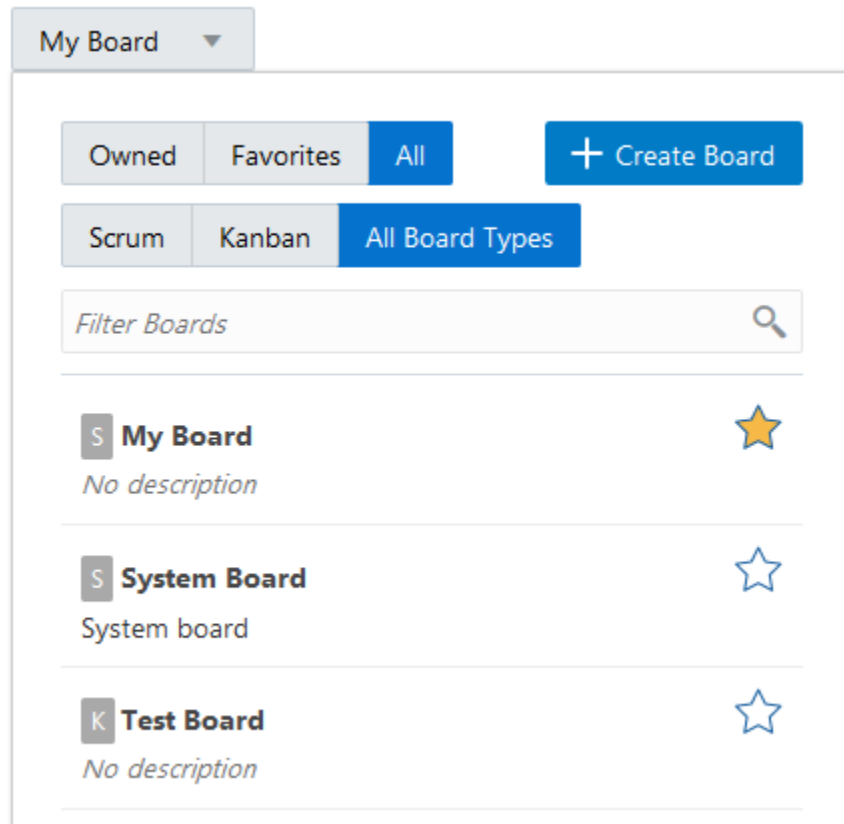 My Board
Owned Favorites All + Create Board
Scrum Kanban All Board Types
Filter Boards
S My Board
No description
S System Board
System board
K Test Board
No description